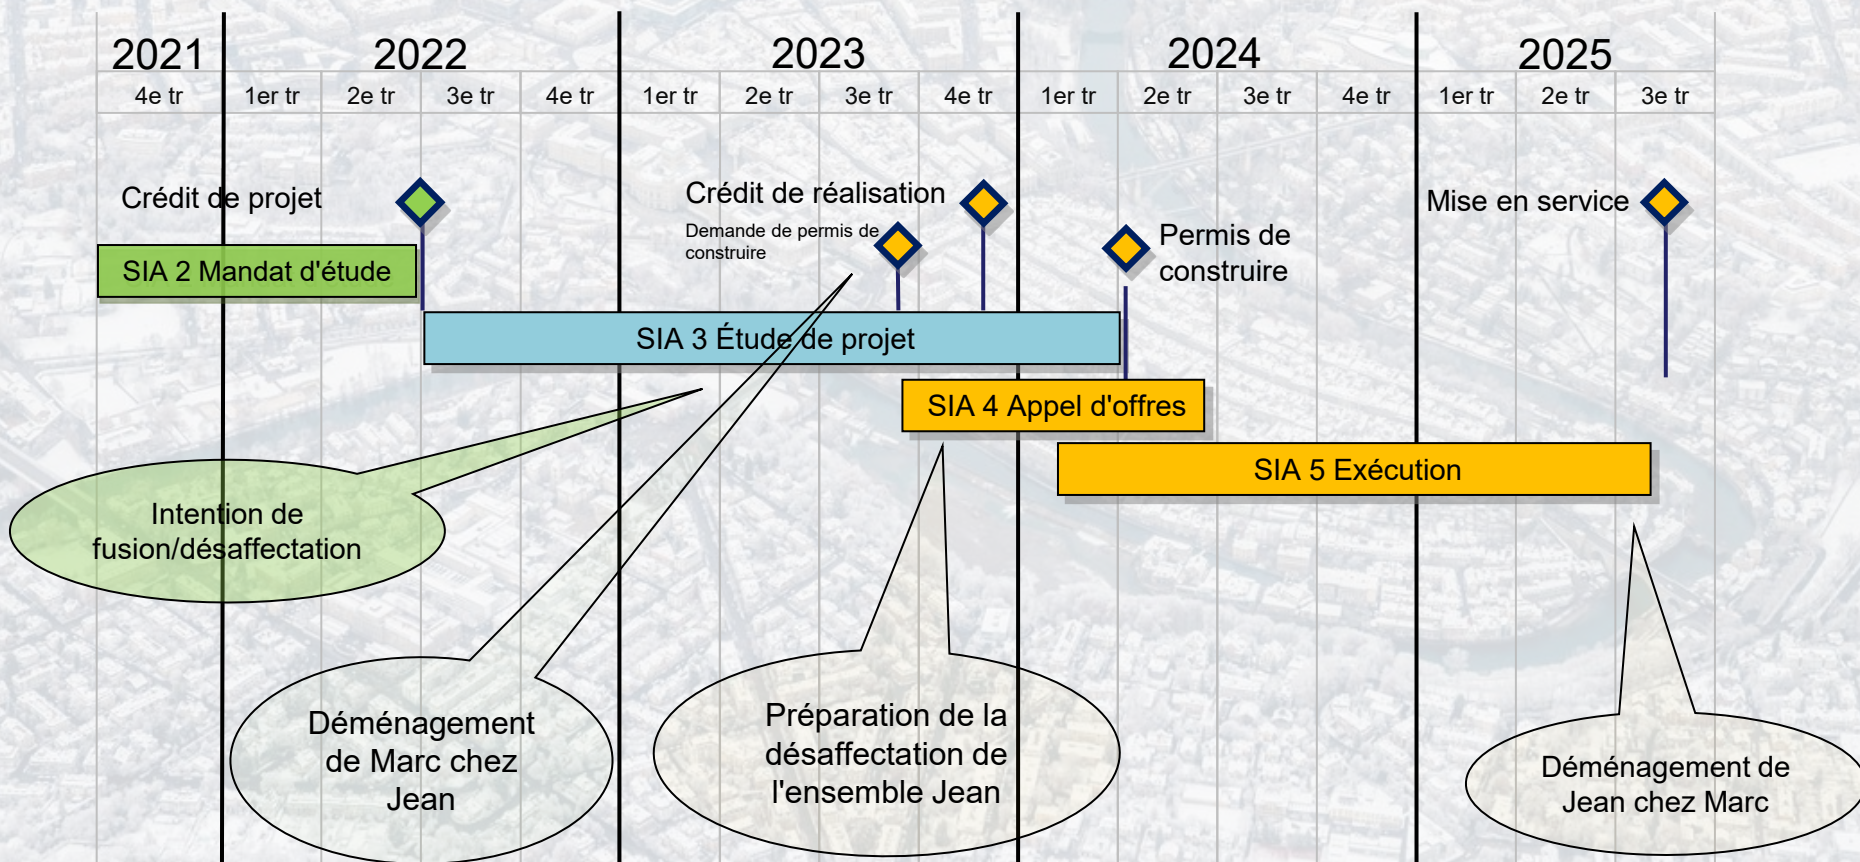 2021 2022 2023 2024 2025
4e tr 1er tr 2e tr 3e tr 4e tr 1er tr 2e tr 3e tr 4e tr 1er tr 2e tr 3e tr 4e tr 1er tr 2e tr 3e tr
Crédit de projet
Crédit de réalisation
Mise en service
Demande de permis de
construire
Permis de
construire
SIA 2 Mandat d'étude
SIA 3 Étude de projet
SIA 4 Appel d'offres
SIA 5 Exécution
Intention de
fusion/désaffectation
Déménagement
de Marc chez
Jean
Préparation de la
désaffectation de
l'ensemble Jean
Déménagement de
Jean chez Marc